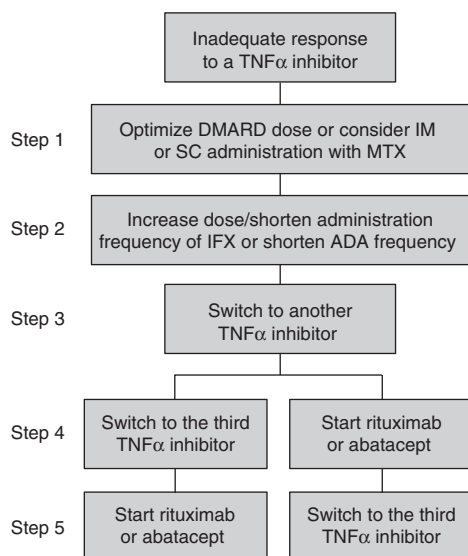 Inadequate response
to a TNFα inhibitor
Step 1
Optimize DMARD dose or consider IM
or SC administration with MTX
Step 2
Increase dose/shorten administration
frequency of IFX or shorten ADA frequency
Step 3
Switch to another
TNFα inhibitor
Step 4
Switch to the third
TNFα inhibitor
Start rituximab
or abatacept
Step 5
Start rituximab
or abatacept
Switch to the third
TNFα inhibitor